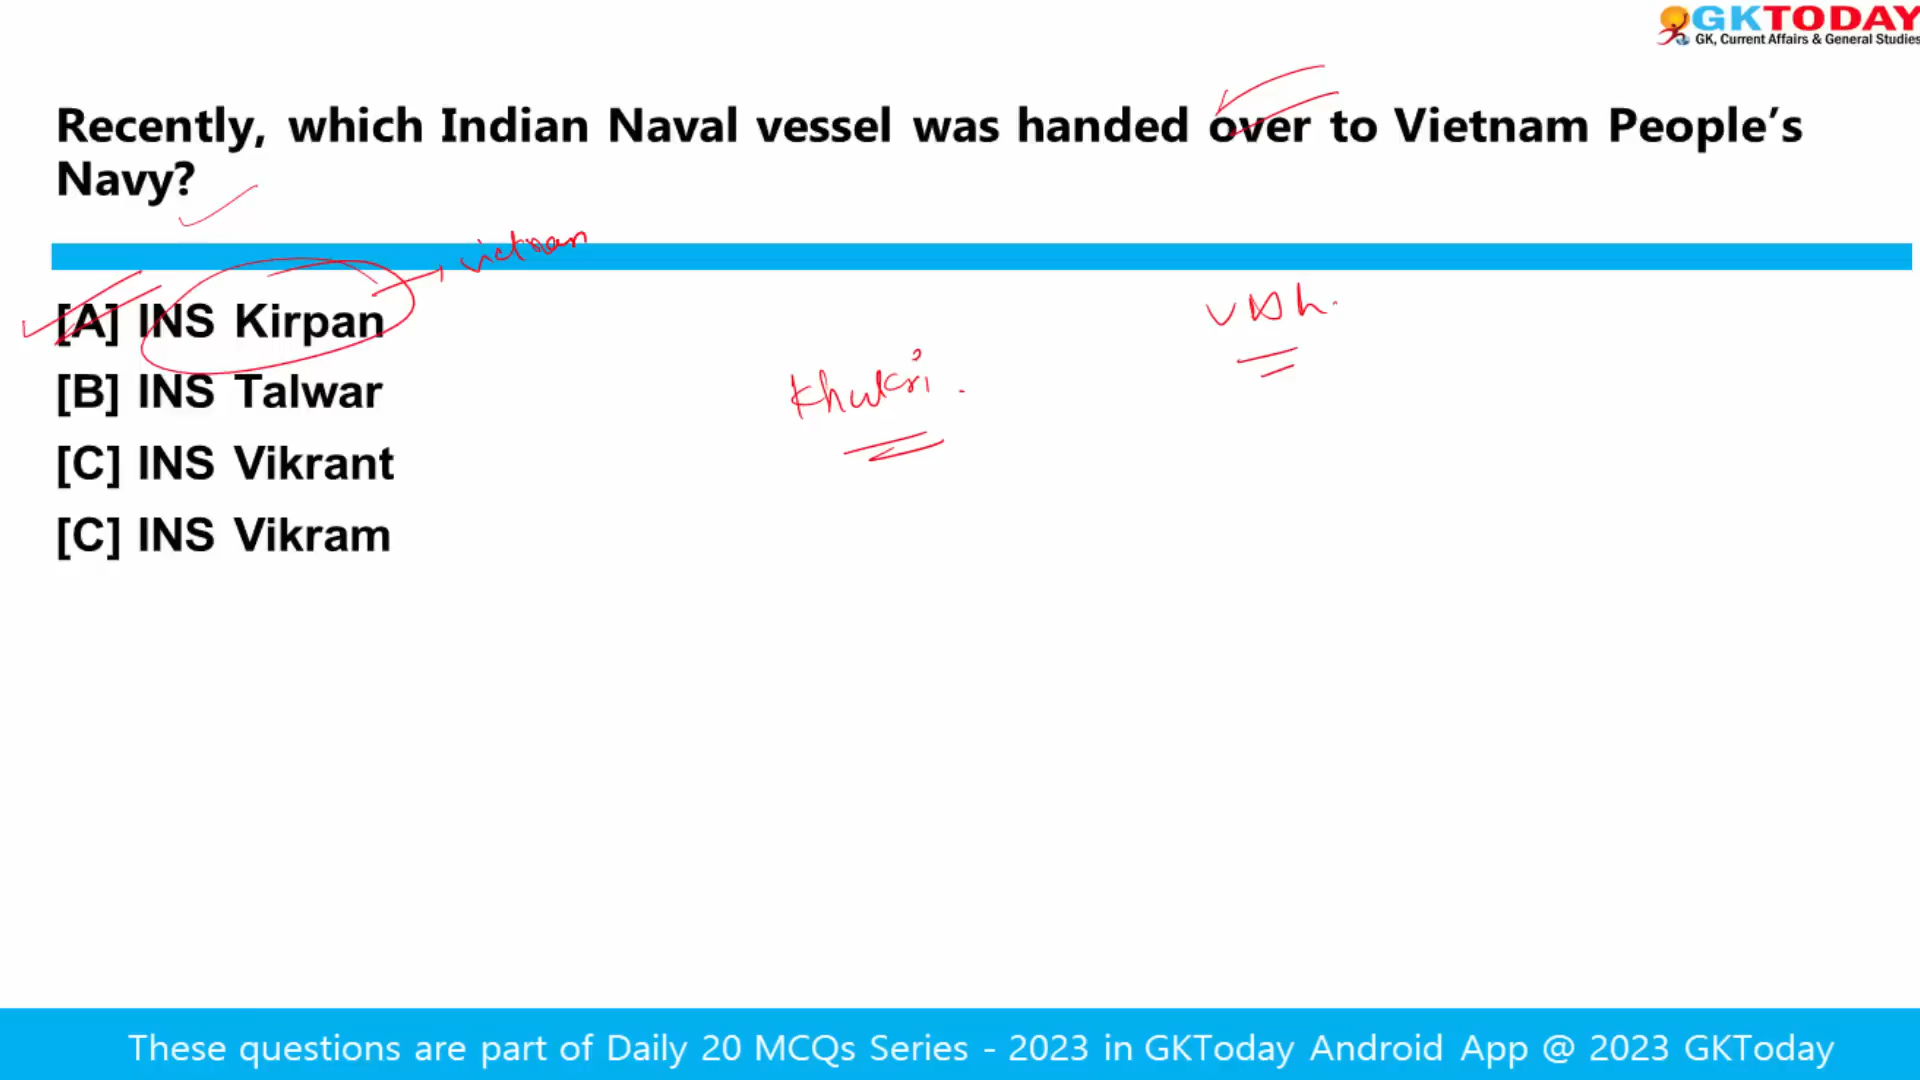 GKTODAY
GK, Current Affairs & General Studies
Recently, which Indian Naval vessel was handed over to Vietnam People’s
Navy?
vietnam
[A] INS Kirpan
[B] INS Talwar
Khukri.
[C] INS Vikrant
[C] INS Vikram
These questions are part of Daily 20 MCQs Series - 2023 in GKToday Android App @ 2023 GKToday